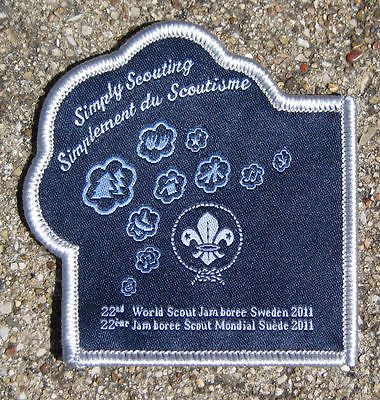 Simply Scouting
Simplement du Scoutisme
22nd World Scout Jamboree Sweden 2011
22ème Jamboree Scout Mondial Suède 2011